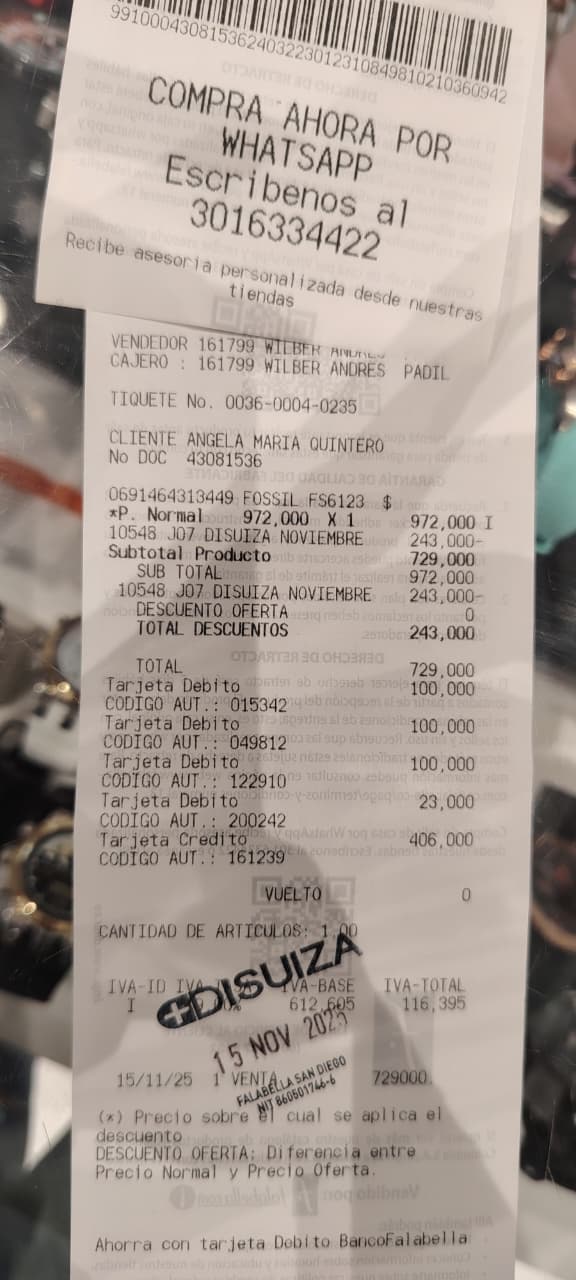 991000430815362403223012310849810210360942
COMPRA AHORA POR
WHATSAPP
Escribenos al
3016334422
Recibe asesoria personalizada desde nuestras
tiendas
VENDEDOR 161799 WILBER ANDRES
CAJERO : 161799 WILBER ANDRES PADIL
TIQUETE No. 0036-0004-0235
CLIENTE ANGELA MARIA QUINTERO
No DOC 43081536
0691464313449 FOSSIL FS6123 $
*P. Normal 972,000 X 1 972,000 I
10548 J07 DISUIZA NOVIEMBRE 243,000-
Subtotal Producto 729,000
SUB TOTAL 972,000
10548 J07 DISUIZA NOVIEMBRE 243,000-
DESCUENTO OFERTA 0
TOTAL DESCUENTOS 243,000
TOTAL 729,000
Tarjeta Debito 100,000
CODIGO AUT.: 015342
Tarjeta Debito 100,000
CODIGO AUT.: 049812
Tarjeta Debito 100,000
CODIGO AUT.: 122910
Tarjeta Debito 23,000
CODIGO AUT.: 200242
Tarjeta Credito 406,000
CODIGO AUT.: 161239
VUELTO 0
CANTIDAD DE ARTICULOS: 1.00
IVA-ID IVA IVA-BASE IVA-TOTAL
I 612,605 116,395
DISUIZA
15 NOV 2025
15/11/25 1 VENTA 729000.
FALABELLA SAN DIEGO
NIT 860501746-6
(*) Precio sobre el cual se aplica el
descuento
DESCUENTO OFERTA: Diferencia entre
Precio Normal y Precio Oferta.
Ahorra con tarjeta Debito BancoFalabella